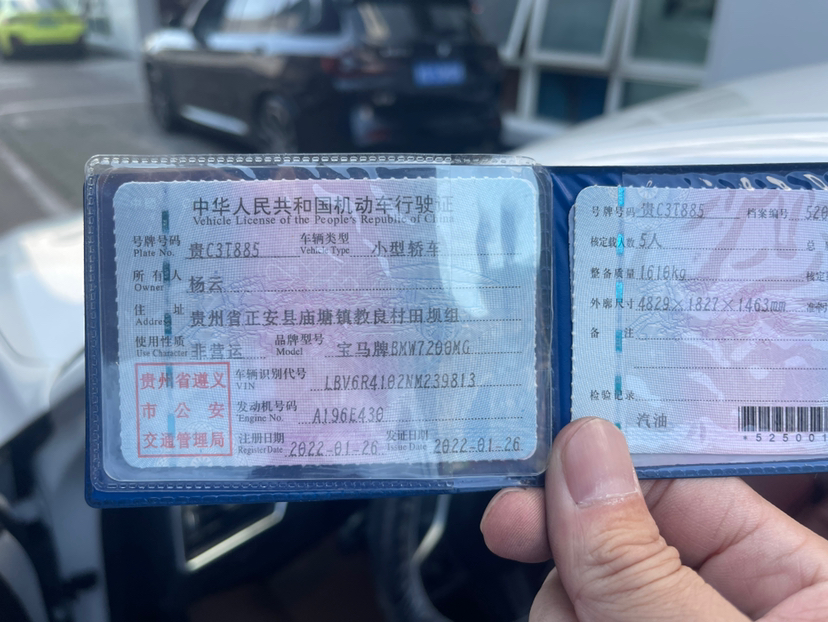 中华人民共和国机动车行驶证
Vehicle License of the People's Republic of China
号牌号码 贵C3T885 车辆类型 小型轿车
Plate No. Vehicle Type
所有人 杨云
Owner
住址 贵州省正安县庙塘镇教良村田坝组
Address
使用性质 非营运 品牌型号 宝马牌BMW7200MG
Use Character Model
贵州省遵义
市公安
交通管理局
车辆识别代号 LBV6R4102NM239813
VIN
发动机号码 A196E430
Engine No.
注册日期 2022-01-26 发证日期 2022-01-26
Register Date Issue Date
号牌号码 贵C3T885 档案编号 520
核定载人数 5人 总
整备质量 1616kg 核定
外廓尺寸 4829×1827×1463mm 准牵
备注
检验记录
汽油
*525001